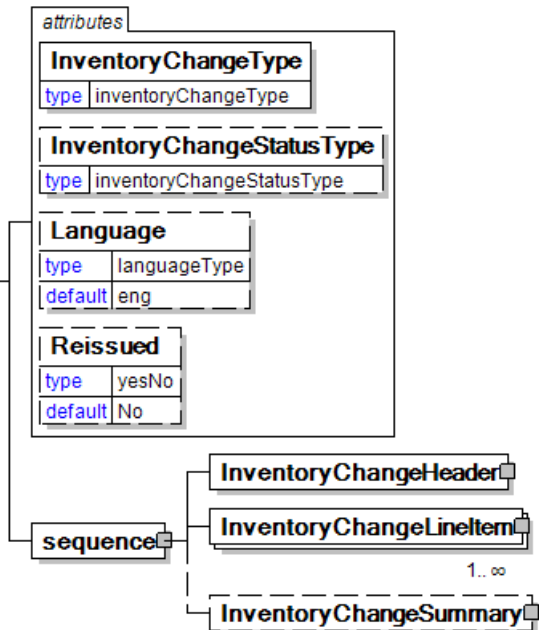 attributes
InventoryChangeType
type inventoryChangeType
InventoryChangeStatusType
type inventoryChangeStatusType
Language
type languageType
default eng
Reissued
type yesNo
default No
InventoryChangeHeader
InventoryChangeLineItem
sequence
1..∞
InventoryChangeSummary